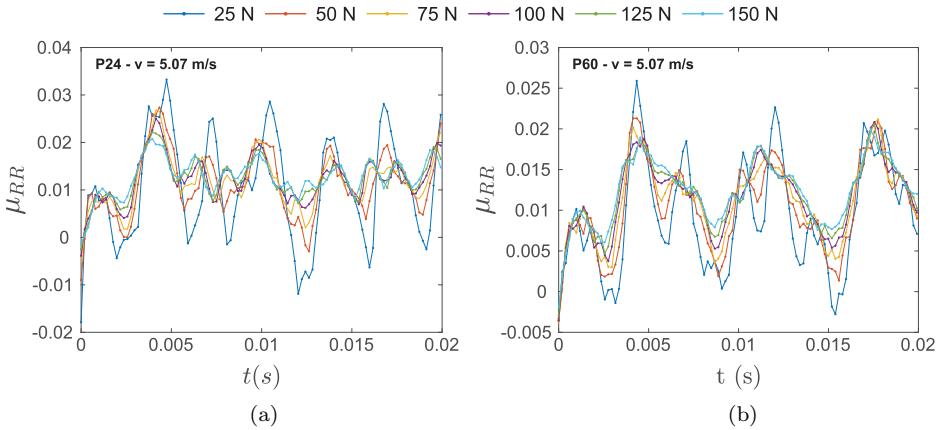 25 N 50 N 75 N 100 N 125 N 150 N
P24 - v = 5.07 m/s
0.04
0.03
0.02
0.01
0
-0.01
-0.02
μRR
0 0.005 0.01 0.015 0.02
t(s)
(a)
P60 - v = 5.07 m/s
0.03
0.025
0.02
0.015
0.01
0.005
0
-0.005
μRR
0 0.005 0.01 0.015 0.02
t (s)
(b)